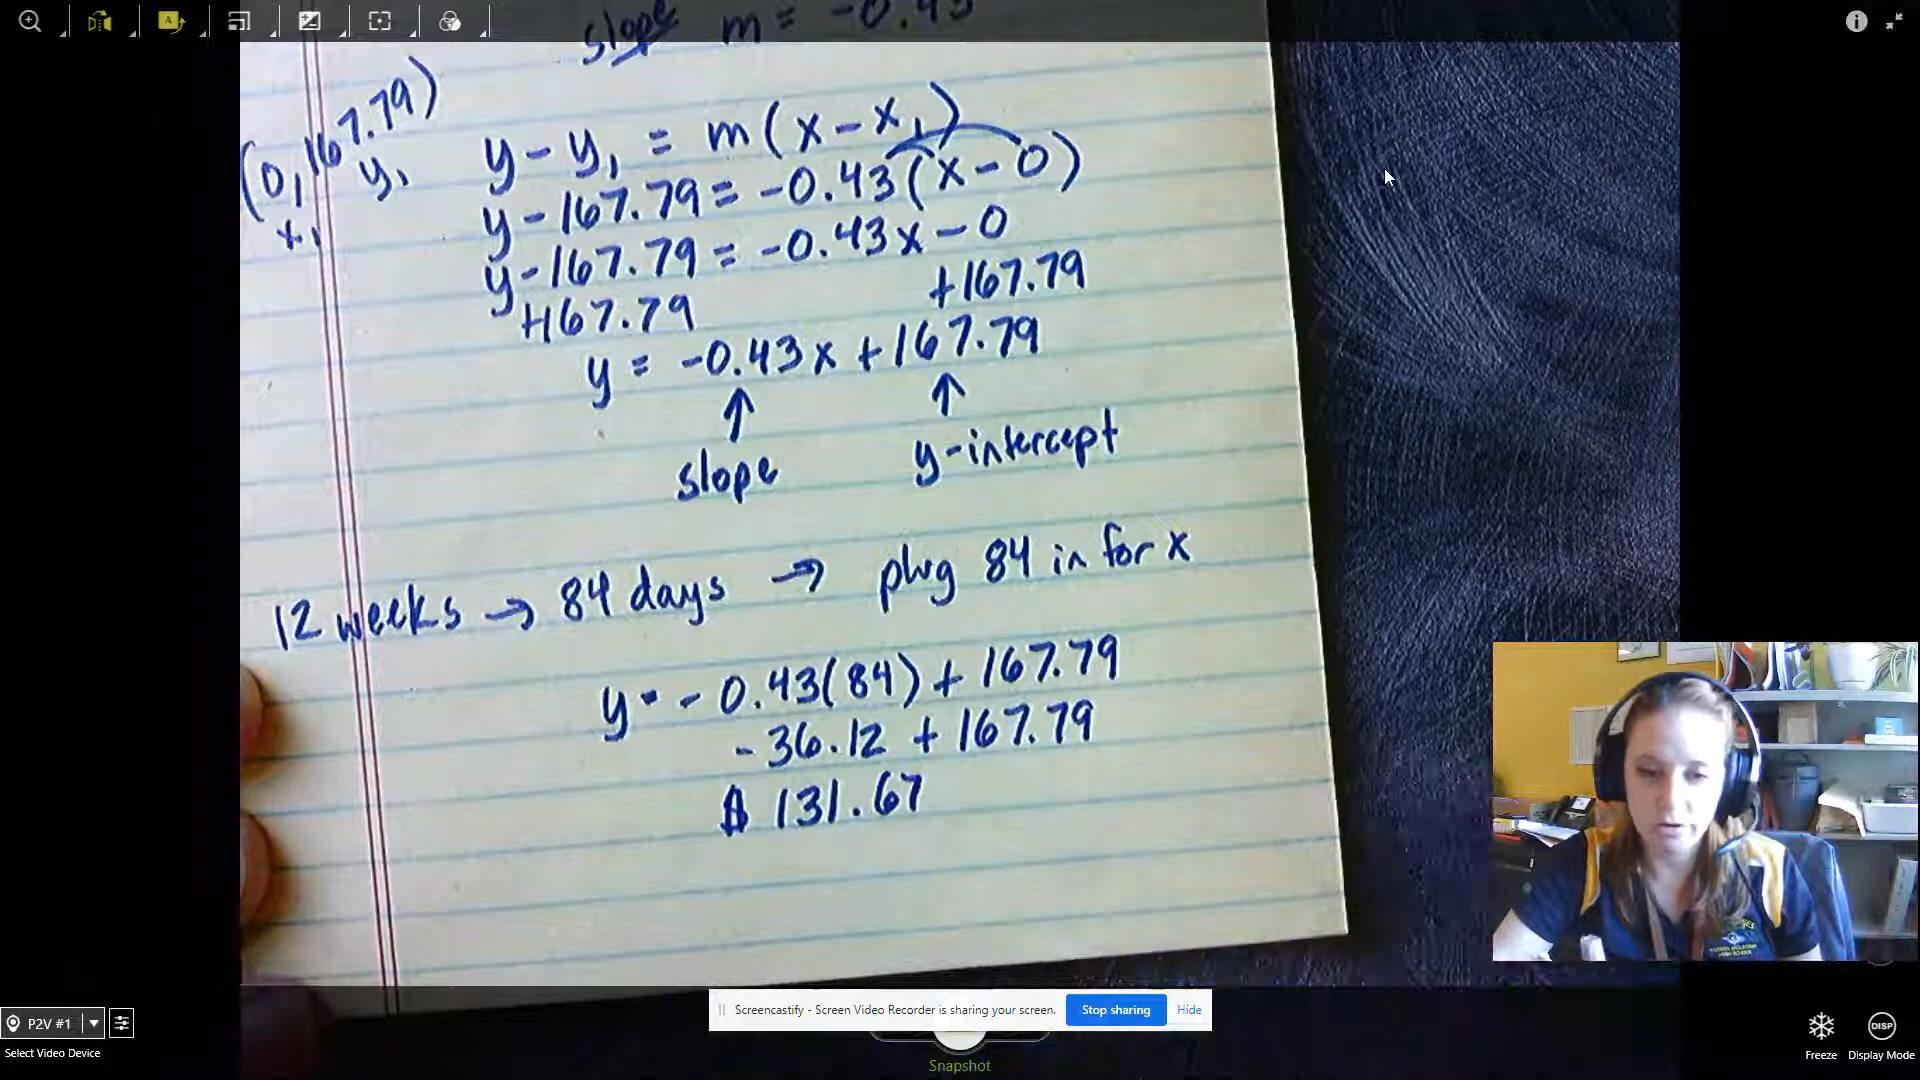 slope m = -0.43
(0, 167.79)
x₁ y₁
y - y₁ = m(x - x₁)
y - 167.79 = -0.43(x - 0)
y - 167.79 = -0.43x - 0
+167.79 +167.79
y = -0.43x + 167.79
slope y-intercept
12 weeks → 84 days → plug 84 in for x
y = -0.43(84) + 167.79
-36.12 + 167.79
$ 131.67
Screencastify - Screen Video Recorder is sharing your screen. Stop sharing Hide
P2V #1
Select Video Device
Snapshot
Freeze
DISP
Display Mode